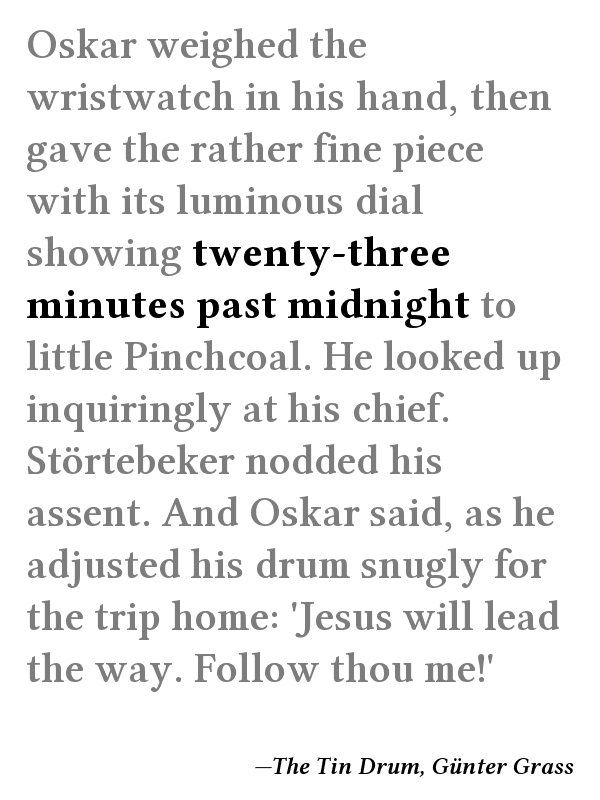 Oskar weighed the
wristwatch in his hand, then
gave the rather fine piece
with its luminous dial
showing twenty-three
minutes past midnight to
little Pinchcoal. He looked up
inquiringly at his chief.
Störtebeker nodded his
assent. And Oskar said, as he
adjusted his drum snugly for
the trip home: 'Jesus will lead
the way. Follow thou me!'
—The Tin Drum, Günter Grass